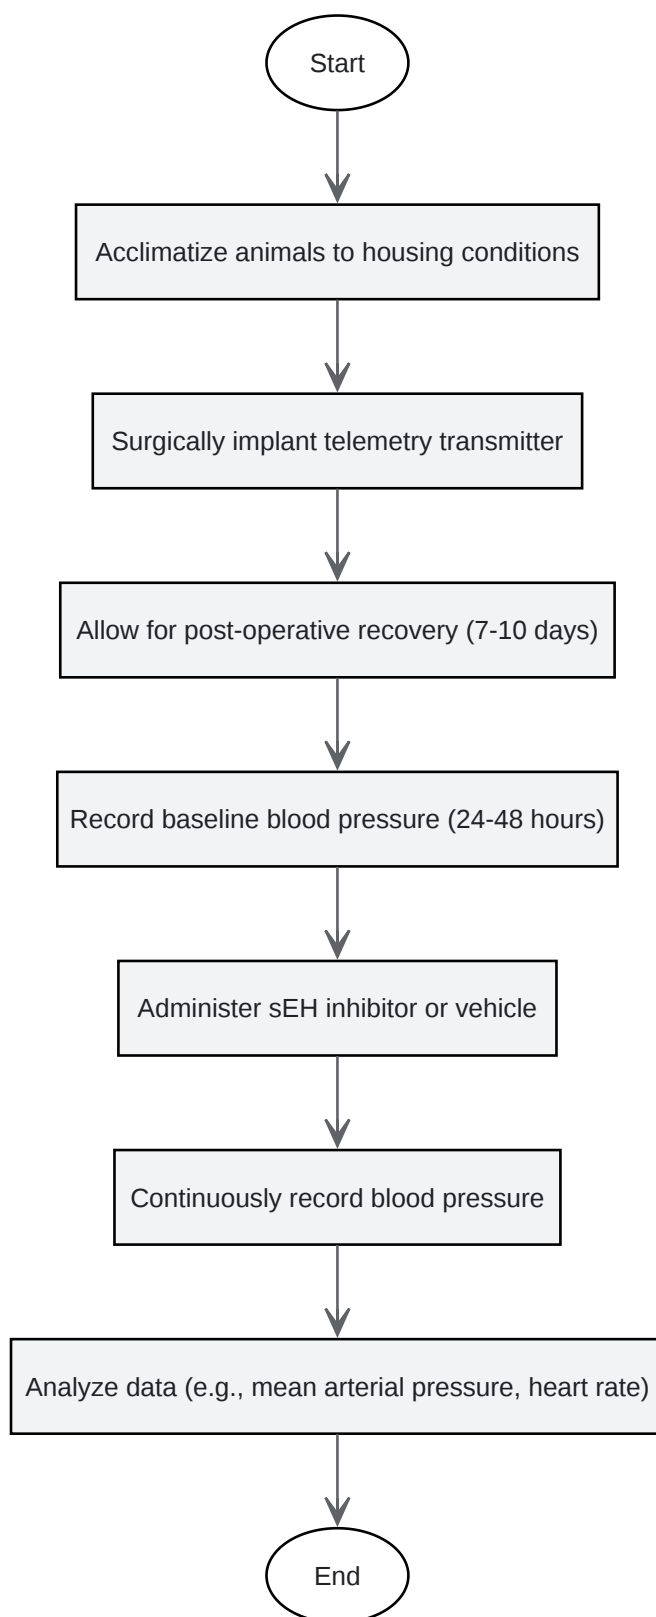 Start
Acclimatize animals to housing conditions
Surgically implant telemetry transmitter
Allow for post-operative recovery (7-10 days)
Record baseline blood pressure (24-48 hours)
Administer sEH inhibitor or vehicle
Continuously record blood pressure
Analyze data (e.g., mean arterial pressure, heart rate)
End